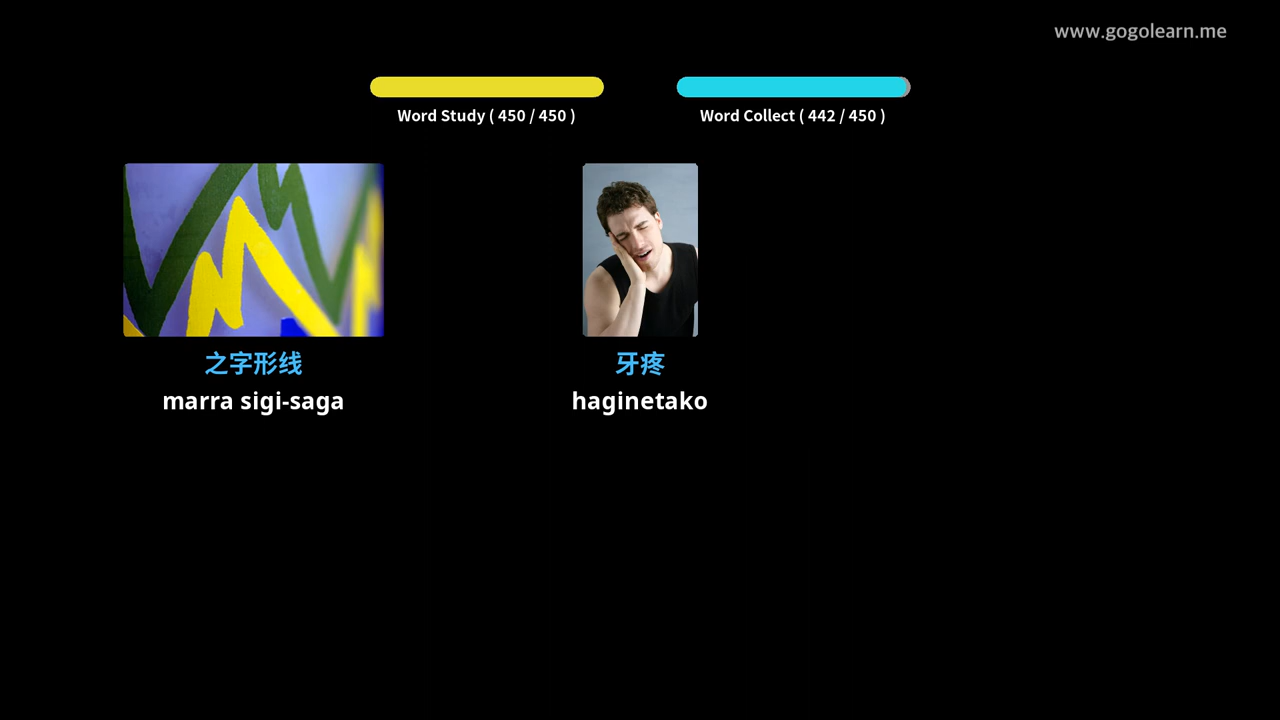 www.gogolearn.me
Word Study ( 450 / 450 )
Word Collect ( 442 / 450 )
之字形线
marra sigi-saga
牙疼
haginetako